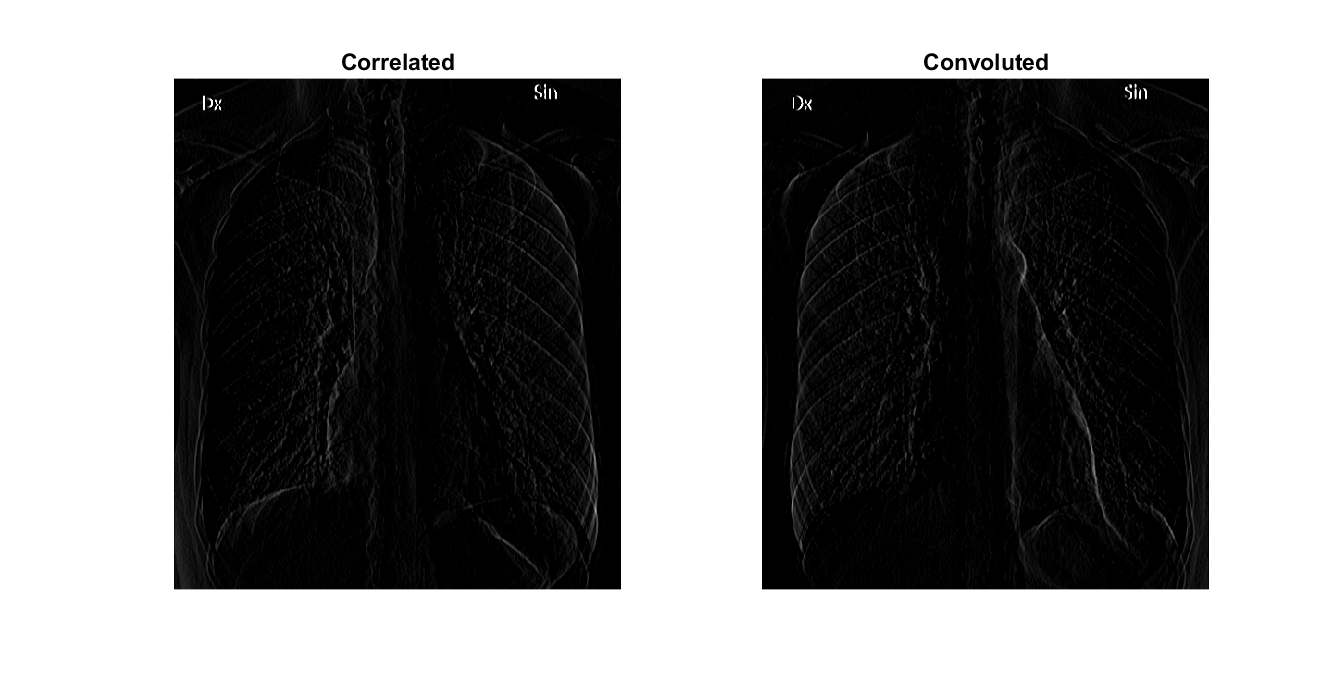 Correlated
Convoluted
Dx
Sin
Dx
Sin